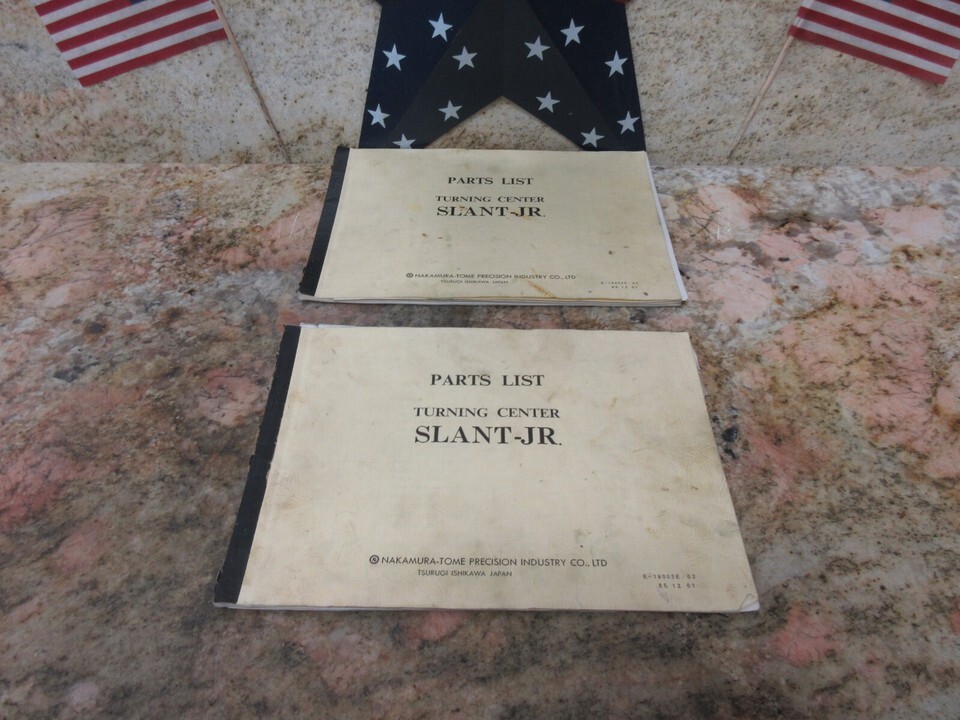 PARTS LIST
TURNING CENTER
SLANT-JR.
NAKAMURA-TOME PRECISION INDUSTRY CO., LTD
TSURUGI ISHIKAWA JAPAN
PARTS LIST
TURNING CENTER
SLANT-JR.
NAKAMURA-TOME PRECISION INDUSTRY CO., LTD
TSURUGI ISHIKAWA JAPAN